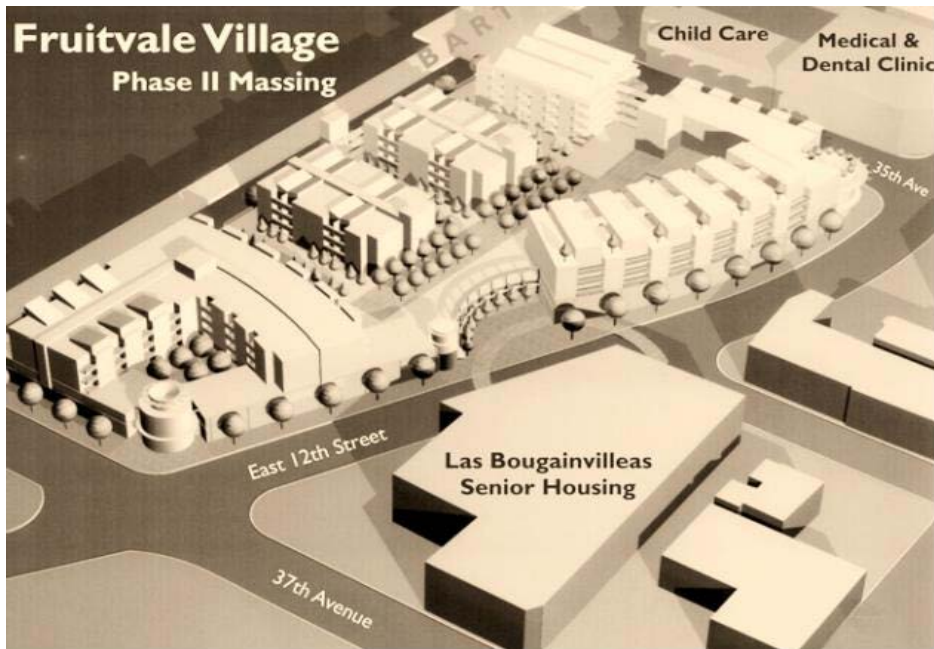 Fruitvale Village
Phase II Massing
BART
Child Care
Medical &
Dental Clinic
35th Ave
East 12th Street
Las Bougainvilleas
Senior Housing
37th Avenue